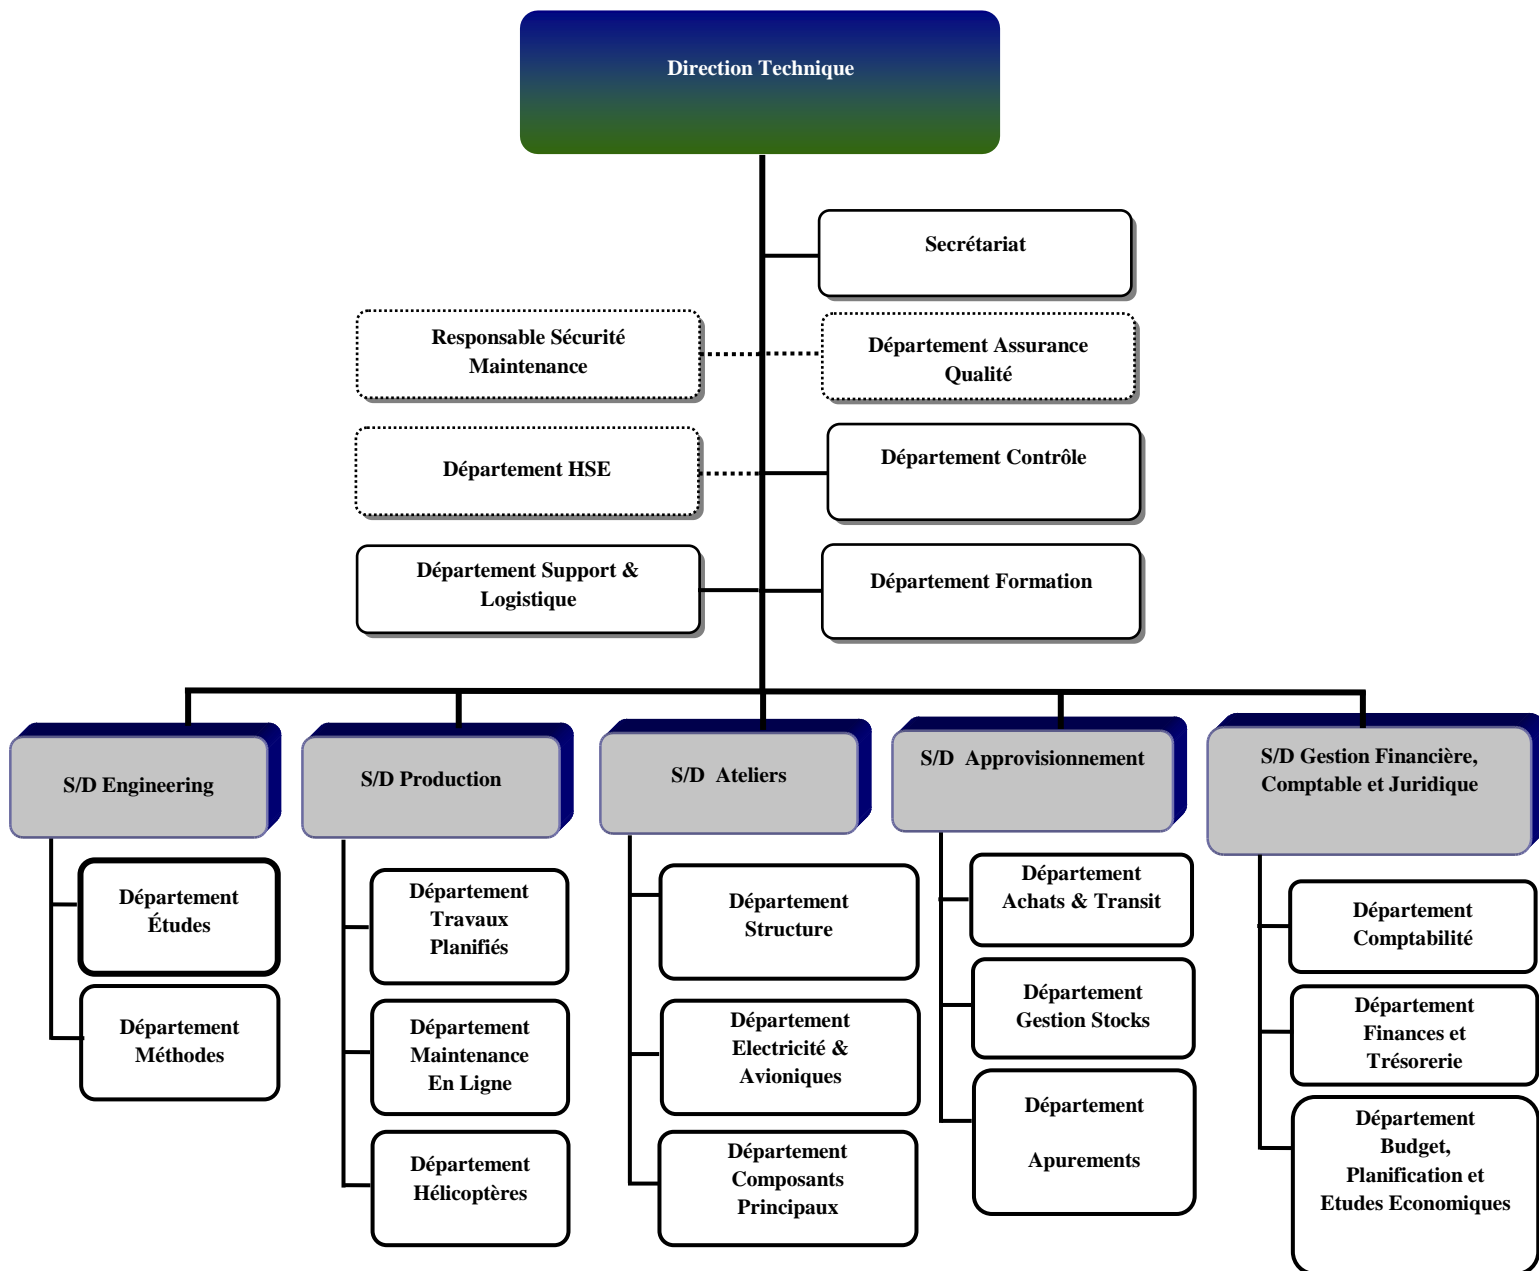 Direction Technique
Secrétariat
Responsable Sécurité
Maintenance
Département Assurance
Qualité
Département HSE
Département Contrôle
Département Support &
Logistique
Département Formation
S/D Engineering
S/D Production
S/D Ateliers
S/D Approvisionnement
S/D Gestion Financière,
Comptable et Juridique
Département
Études
Département
Méthodes
Département
Travaux
Planifiés
Département
Maintenance
En Ligne
Département
Hélicoptères
Département
Structure
Département
Electricité &
Avioniques
Département
Composants
Principaux
Département
Achats & Transit
Département
Gestion Stocks
Département
Apurements
Département
Comptabilité
Département
Finances et
Trésorerie
Département
Budget,
Planification et
Etudes Economiques